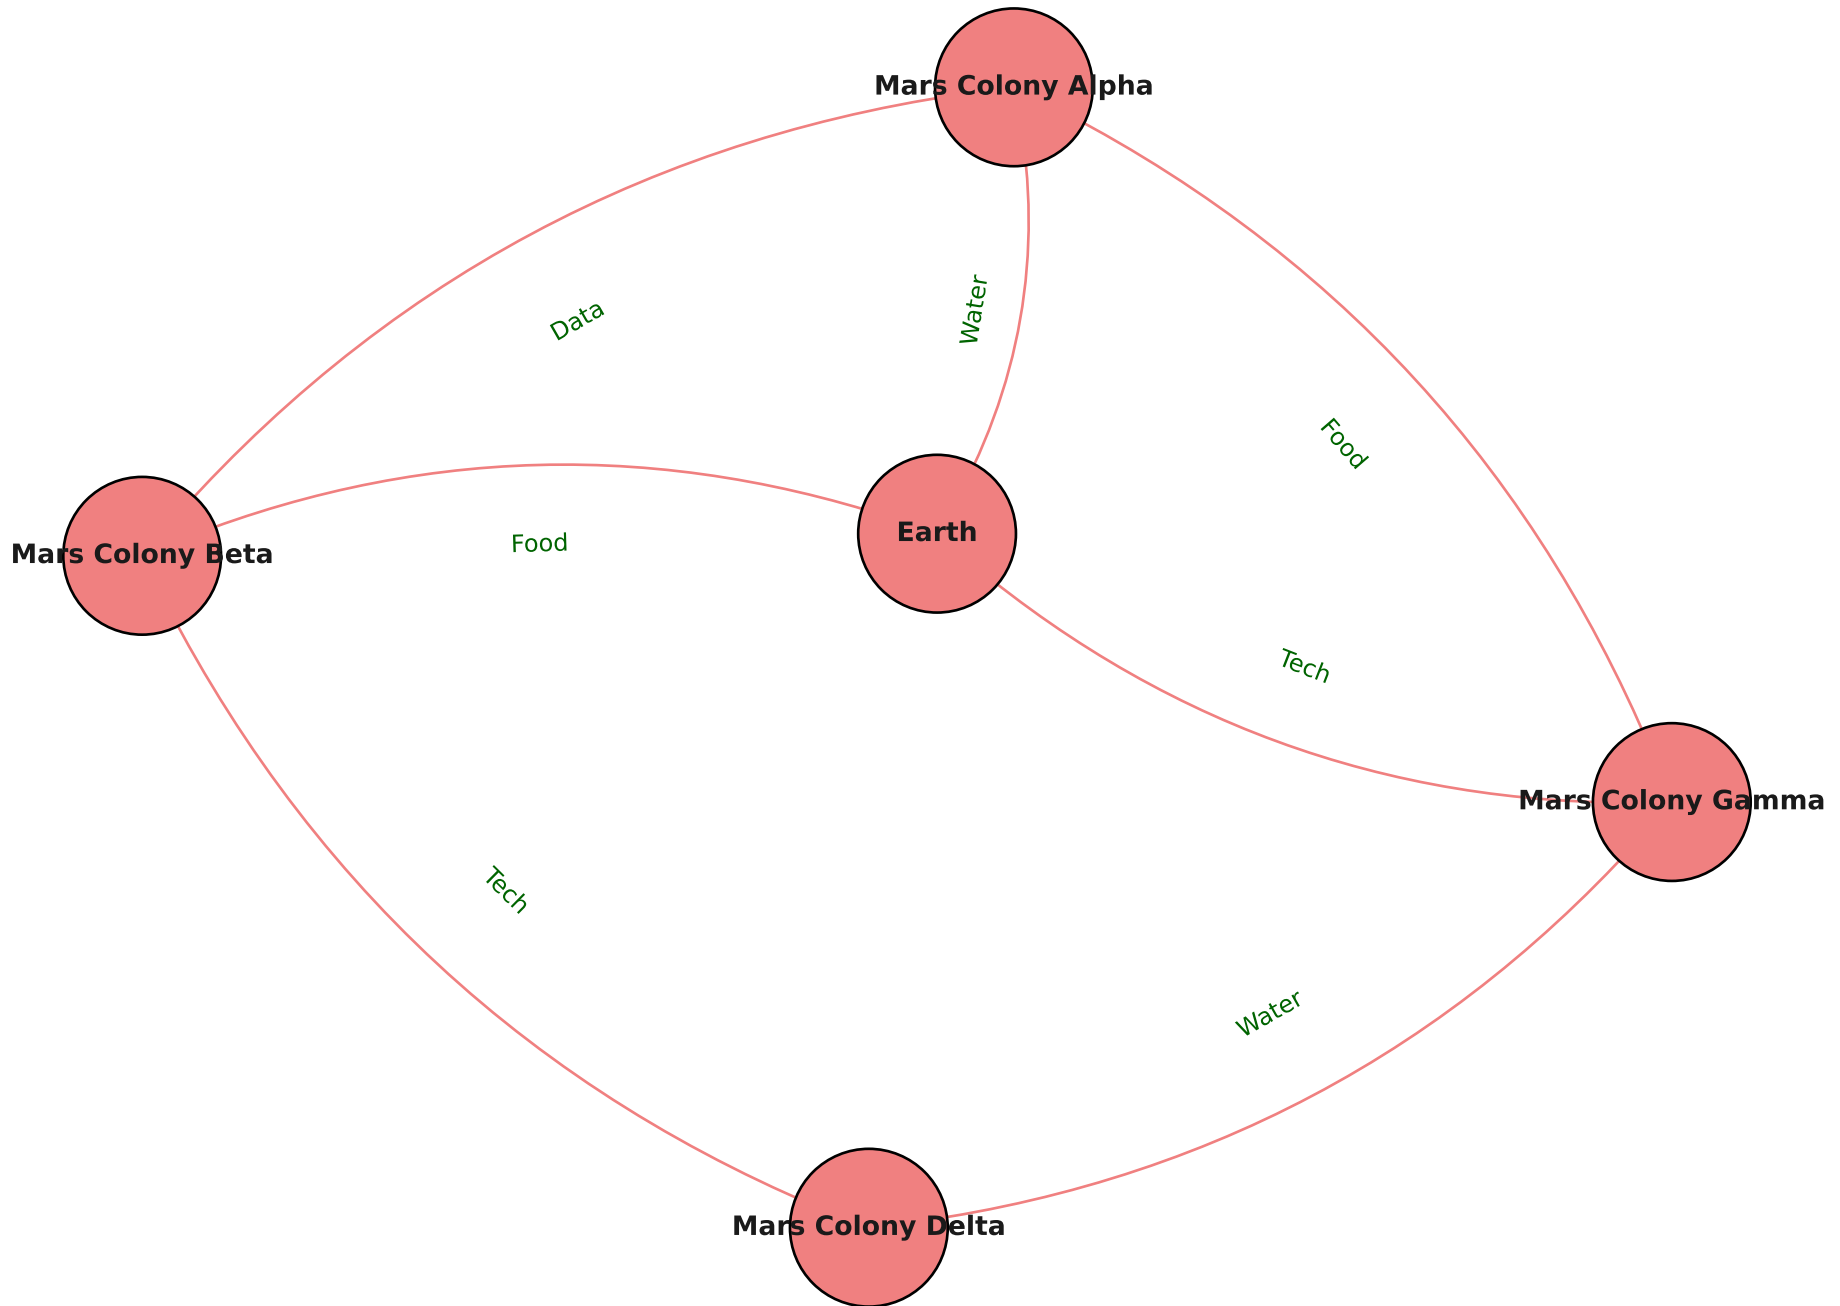 Mars Colony Alpha
Data
Water
Food
Earth
Food
Mars Colony Beta
Tech
Mars Colony Gamma
Tech
Water
Mars Colony Delta